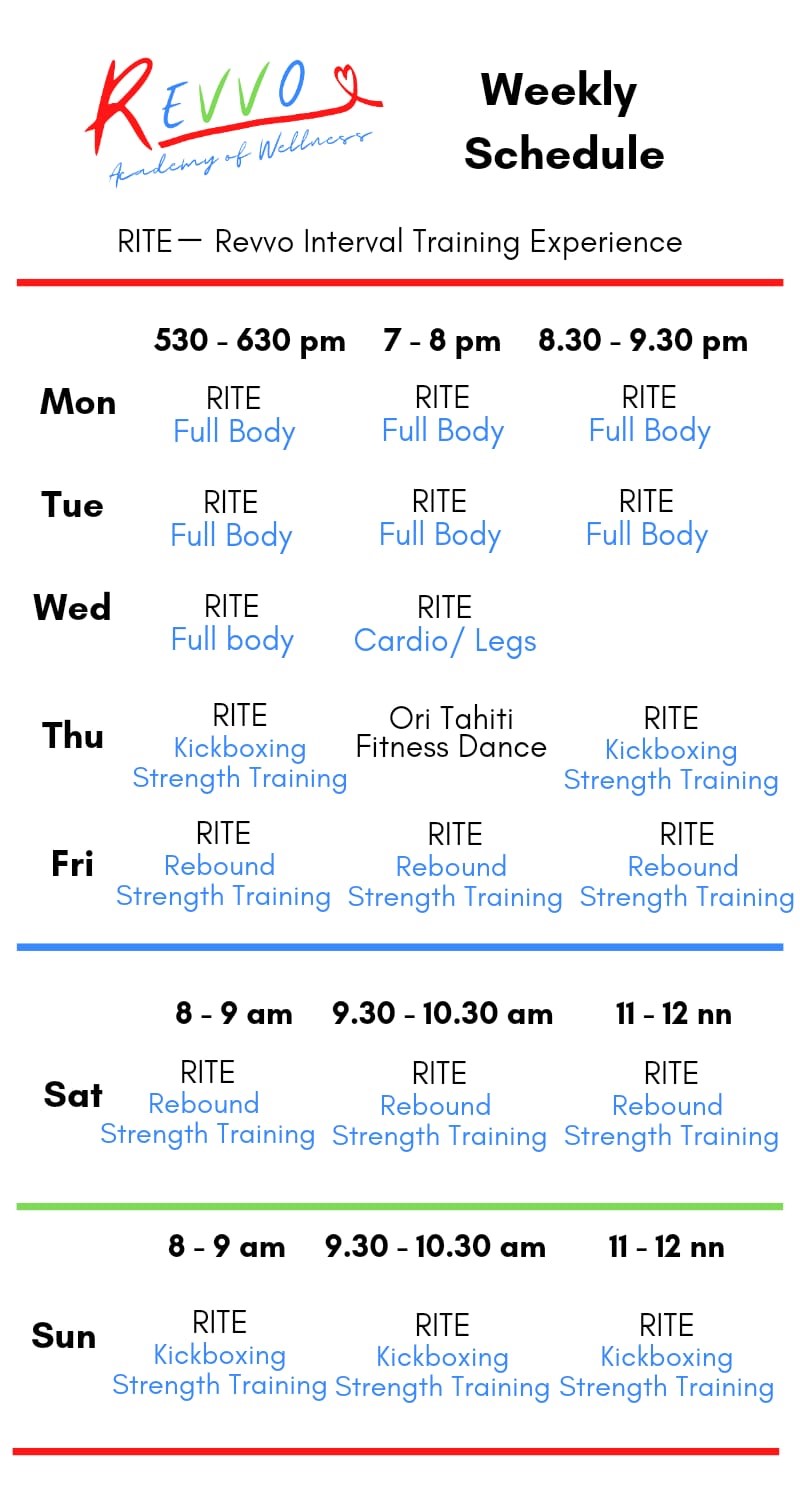 REVVO
Academy of Wellness
Weekly
Schedule
RITE — Revvo Interval Training Experience
530 - 630 pm 7 - 8 pm 8.30 - 9.30 pm
Mon
RITE RITE RITE
Full Body Full Body Full Body
Tue
RITE RITE RITE
Full Body Full Body Full Body
Wed
RITE RITE
Full body Cardio/ Legs
Thu
RITE
Kickboxing
Strength Training
Ori Tahiti
Fitness Dance
RITE
Kickboxing
Strength Training
Fri
RITE RITE RITE
Rebound Rebound Rebound
Strength Training Strength Training Strength Training
8 - 9 am 9.30 - 10.30 am 11 - 12 nn
Sat
RITE RITE RITE
Rebound Rebound Rebound
Strength Training Strength Training Strength Training
8 - 9 am 9.30 - 10.30 am 11 - 12 nn
Sun
RITE RITE RITE
Kickboxing Kickboxing Kickboxing
Strength Training Strength Training Strength Training